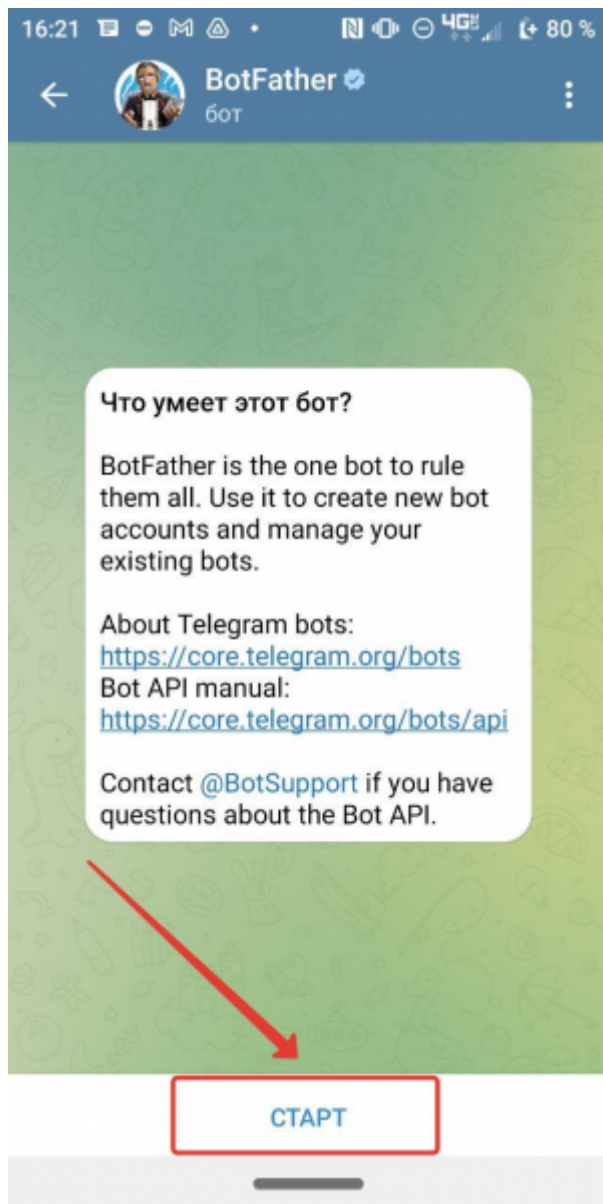 16:21 4G 80 %
BotFather
бот
Что умеет этот бот?
BotFather is the one bot to rule
them all. Use it to create new bot
accounts and manage your
existing bots.
About Telegram bots:
https://core.telegram.org/bots
Bot API manual:
https://core.telegram.org/bots/api
Contact @BotSupport if you have
questions about the Bot API.
СТАРТ